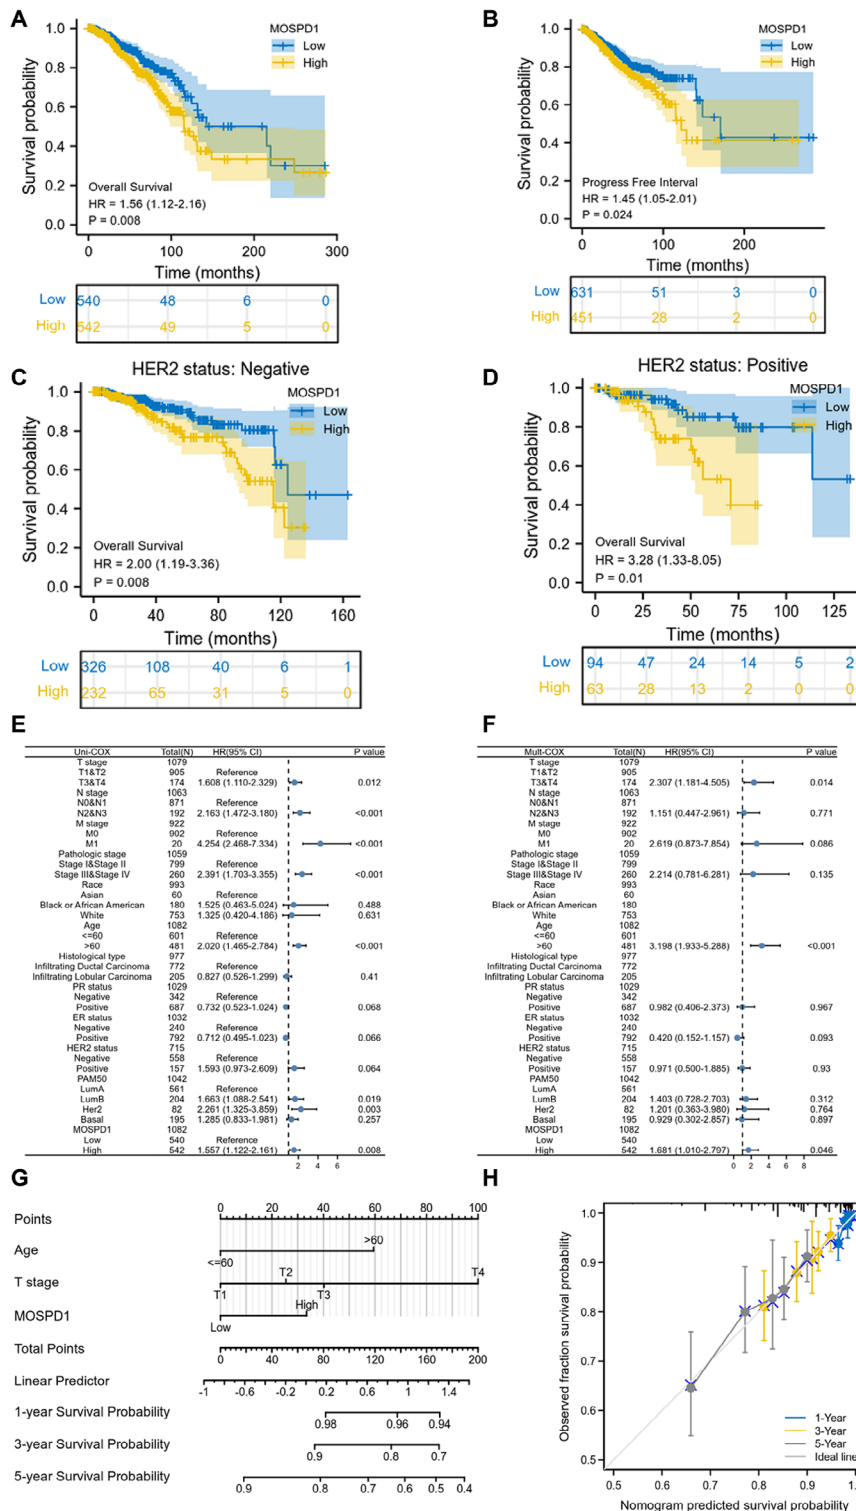 A
MOSPD1
Low
High
Survival probability
1.0
0.8
0.6
0.4
0.2
0.0
Overall Survival
HR = 1.56 (1.12-2.16)
P = 0.008
0 100 200 300
Time (months)
Low 540 48 6 0
High 542 49 5 0
B
MOSPD1
Low
High
Survival probability
1.0
0.8
0.6
0.4
0.2
0.0
Progress Free Interval
HR = 1.45 (1.05-2.01)
P = 0.024
0 100 200
Time (months)
Low 631 51 3 0
High 451 28 2 0
C
HER2 status: Negative
MOSPD1
Low
High
Survival probability
1.0
0.8
0.6
0.4
0.2
0.0
Overall Survival
HR = 2.00 (1.19-3.36)
P = 0.008
0 40 80 120 160
Time (months)
Low 326 108 40 6 1
High 232 65 31 5 0
D
HER2 status: Positive
MOSPD1
Low
High
Survival probability
1.0
0.8
0.6
0.4
0.2
0.0
Overall Survival
HR = 3.28 (1.33-8.05)
P = 0.01
0 25 50 75 100 125
Time (months)
Low 94 47 24 14 5 2
High 63 28 13 2 0 0
E
Uni-COX Total(N) HR(95% CI) P value
T stage 1079
T1&T2 905 Reference
T3&T4 174 1.608 (1.110-2.329) 0.012
N stage 1063
N0&N1 871 Reference
N2&N3 192 2.163 (1.472-3.180) <0.001
M stage 922
M0 902 Reference
M1 20 4.254 (2.468-7.334) <0.001
Pathologic stage 1059
Stage I&Stage II 799 Reference
Stage III&Stage IV 260 2.391 (1.703-3.355) <0.001
Race 993
Asian 60 Reference
Black or African American 180 1.525 (0.463-5.024) 0.488
White 753 1.325 (0.420-4.186) 0.631
Age 1082
<=60 601 Reference
>60 481 2.020 (1.465-2.784) <0.001
Histological type 977
Infiltrating Ductal Carcinoma 772 Reference
Infiltrating Lobular Carcinoma 205 0.827 (0.526-1.299) 0.41
PR status 1029
Negative 342 Reference
Positive 687 0.732 (0.523-1.024) 0.068
ER status 1032
Negative 240 Reference
Positive 792 0.712 (0.495-1.023) 0.066
HER2 status 715
Negative 558 Reference
Positive 157 1.593 (0.973-2.609) 0.064
PAM50 1042
LumA 561 Reference
LumB 204 1.663 (1.088-2.541) 0.019
Her2 82 2.261 (1.325-3.859) 0.003
Basal 195 1.285 (0.833-1.981) 0.257
MOSPD1 1082
Low 540 Reference
High 542 1.557 (1.122-2.161) 0.008
2 4 6
F
Mult-COX Total(N) HR(95% CI) P value
T stage 1079
T1&T2 905
T3&T4 174 2.307 (1.181-4.505) 0.014
N stage 1063
N0&N1 871
N2&N3 192 1.151 (0.447-2.961) 0.771
M stage 922
M0 902
M1 20 2.619 (0.873-7.854) 0.086
Pathologic stage 1059
Stage I&Stage II 799
Stage III&Stage IV 260 2.214 (0.781-6.281) 0.135
Race 993
Asian 60
Black or African American 180
White 753
Age 1082
<=60 601
>60 481 3.198 (1.933-5.288) <0.001
Histological type 977
Infiltrating Ductal Carcinoma 772
Infiltrating Lobular Carcinoma 205
PR status 1029
Negative 342
Positive 687 0.982 (0.406-2.373) 0.967
ER status 1032
Negative 240
Positive 792 0.420 (0.152-1.157) 0.093
HER2 status 715
Negative 558
Positive 157 0.971 (0.500-1.885) 0.93
PAM50 1042
LumA 561
LumB 204 1.403 (0.728-2.703) 0.312
Her2 82 1.201 (0.363-3.980) 0.764
Basal 195 0.929 (0.302-2.857) 0.897
MOSPD1 1082
Low 540
High 542 1.681 (1.010-2.797) 0.046
0 2 4 6 8
G
0 20 40 60 80 100
Points
>60
Age
<=60
T2 T4
T stage
T1 T3
High
MOSPD1
Low
Total Points
0 40 80 120 160 200
Linear Predictor
-1 -0.6 -0.2 0.2 0.6 1 1.4
1-year Survival Probability
0.98 0.96 0.94
3-year Survival Probability
0.9 0.8 0.7
5-year Survival Probability
0.9 0.8 0.7 0.6 0.5 0.4
H
Observed fraction survival probability
1.0
0.9
0.8
0.7
0.6
0.5
1-Year
3-Year
5-Year
Ideal line
0.5 0.6 0.7 0.8 0.9 1.
Nomogram predicted survival probability